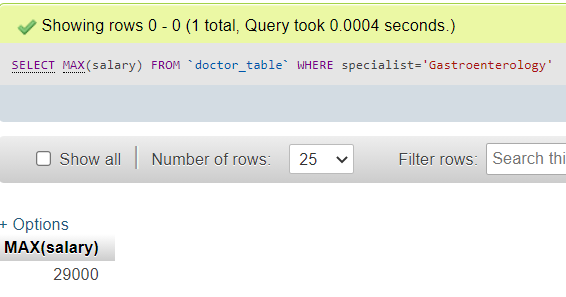 Showing rows 0 - 0 (1 total, Query took 0.0004 seconds.)
SELECT MAX(salary) FROM `doctor_table` WHERE specialist='Gastroenterology'
Show all Number of rows: 25 Filter rows: Search thi
+ Options
MAX(salary)
29000